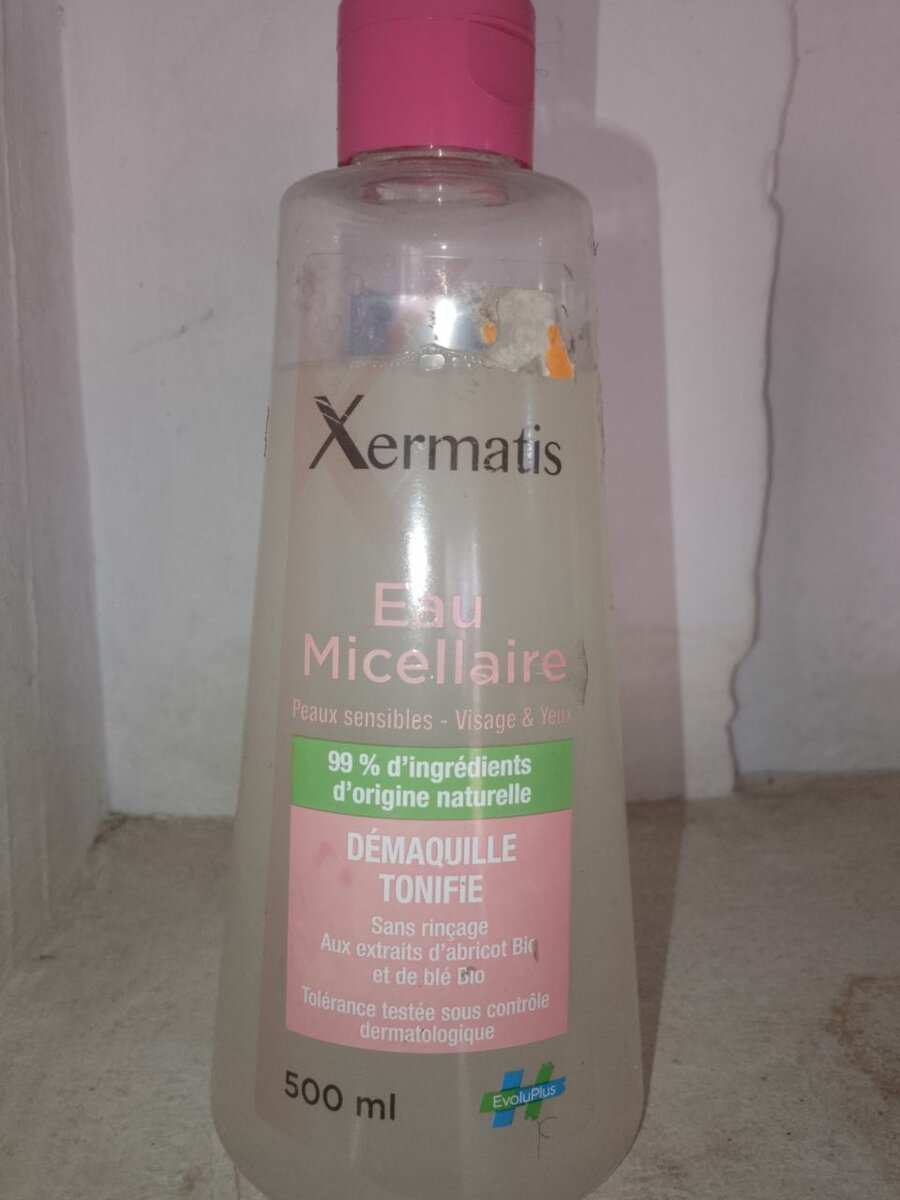 Xermatis
Eau
Micellaire
Peaux sensibles - Visage & Yeux
99 % d'ingrédients
d'origine naturelle
DÉMAQUILLE
TONIFiE
Sans rinçage
Aux extraits d'abricot Bio
et de blé Bio
Tolérance testée sous contrôle
dermatologique
500 ml
EvoluPlus